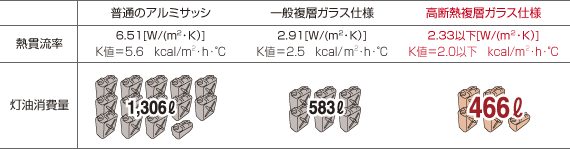 普通のアルミサッシ 一般複層ガラス仕様 高断熱複層ガラス仕様
熱貫流率 6.51[W/(m²・K)] 2.91[W/(m²・K)] 2.33以下[W/(m²・K)]
K値=5.6 kcal/m²・h・℃ K値=2.5 kcal/m²・h・℃ K値=2.0以下 kcal/m²・h・℃
灯油消費量 1,306ℓ 583ℓ 466ℓ